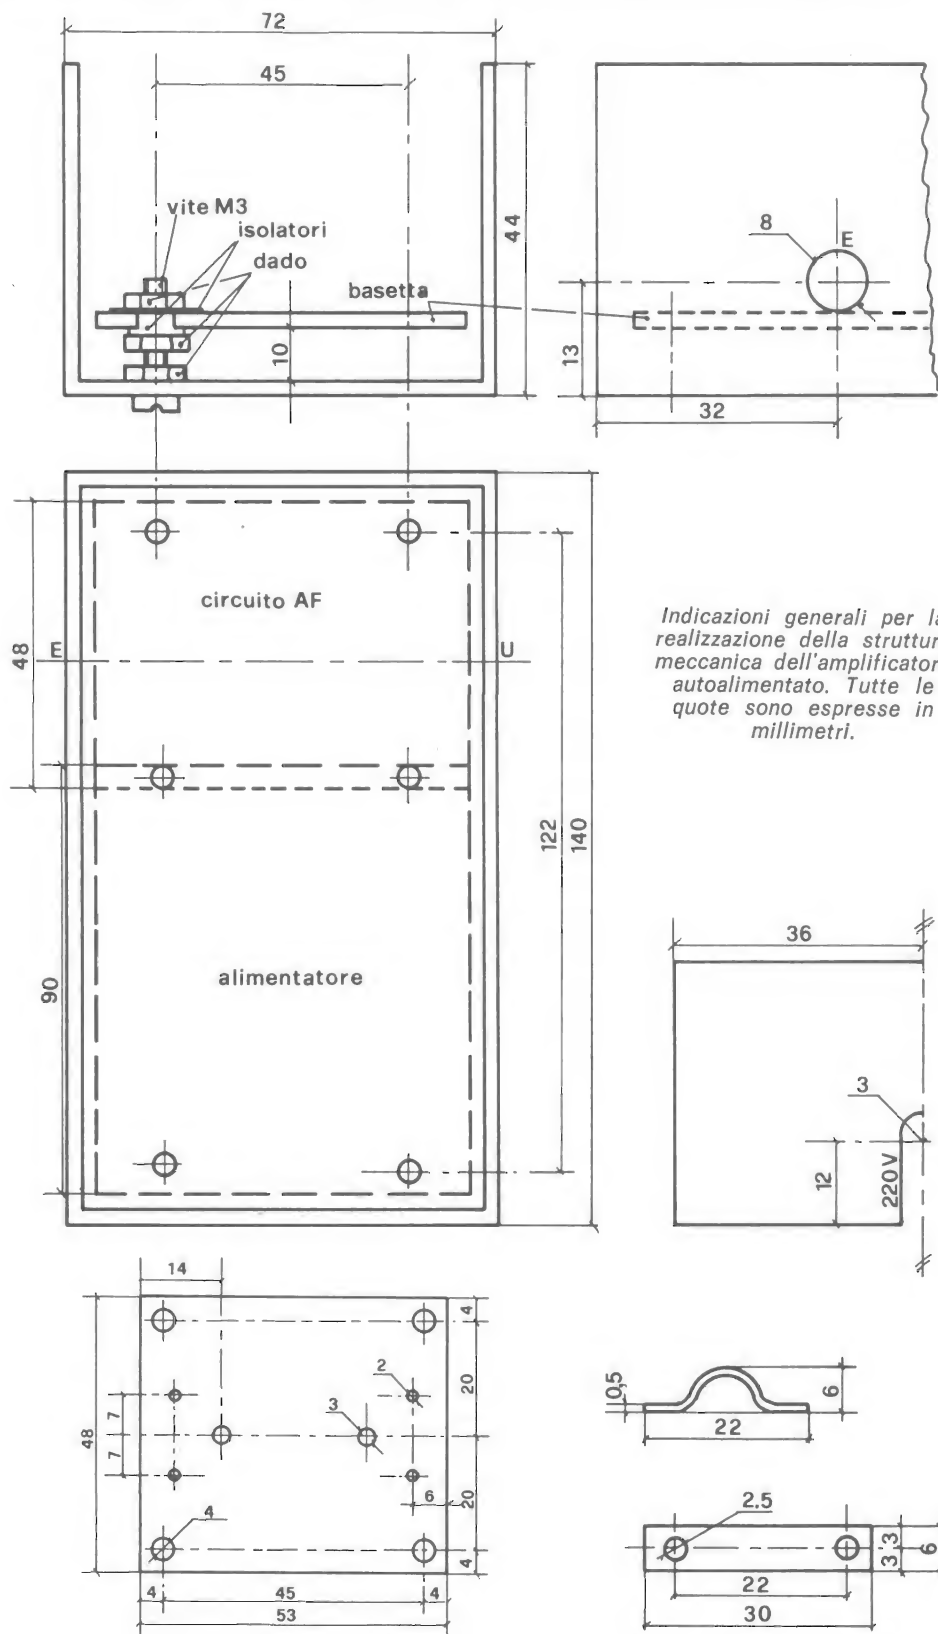 72
45
vite M3
isolatori
dado
basetta
10
44
8
E
13
32
circuito AF
E
U
48
122
140
90
alimentatore
Indicazioni generali per la
realizzazione della struttur
meccanica dell'amplificator
autoalimentato. Tutte le
quote sono espresse in
millimetri.
36
3
12
220V
14
4
2
20
3
7
7
48
6
20
4
4
4
45
4
53
0,5
6
22
2.5
3
3
6
22
30